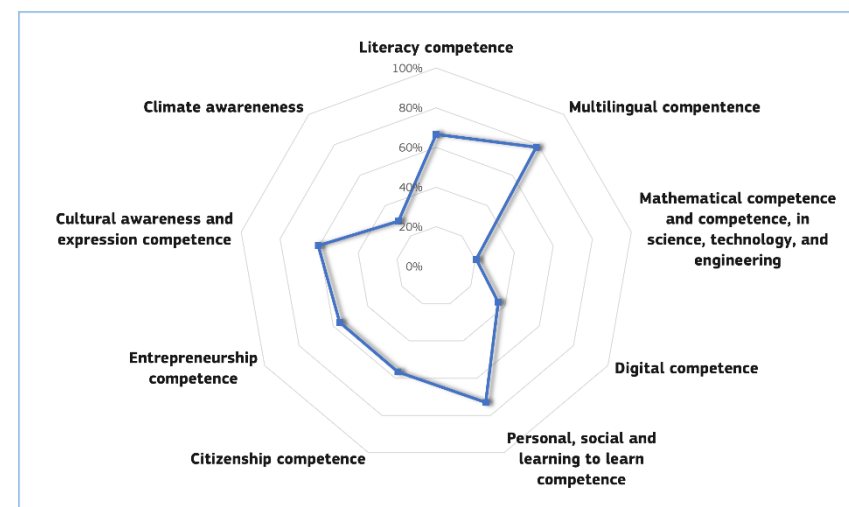 Literacy competence
100%
Climate awareneness
80%
Multilingual compentence
60%
Mathematical competence
and competence, in
science, technology, and
engineering
Cultural awareness and
expression competence
40%
20%
0%
Entrepreneurship
competence
Digital competence
Personal, social and
learning to learn
competence
Citizenship competence